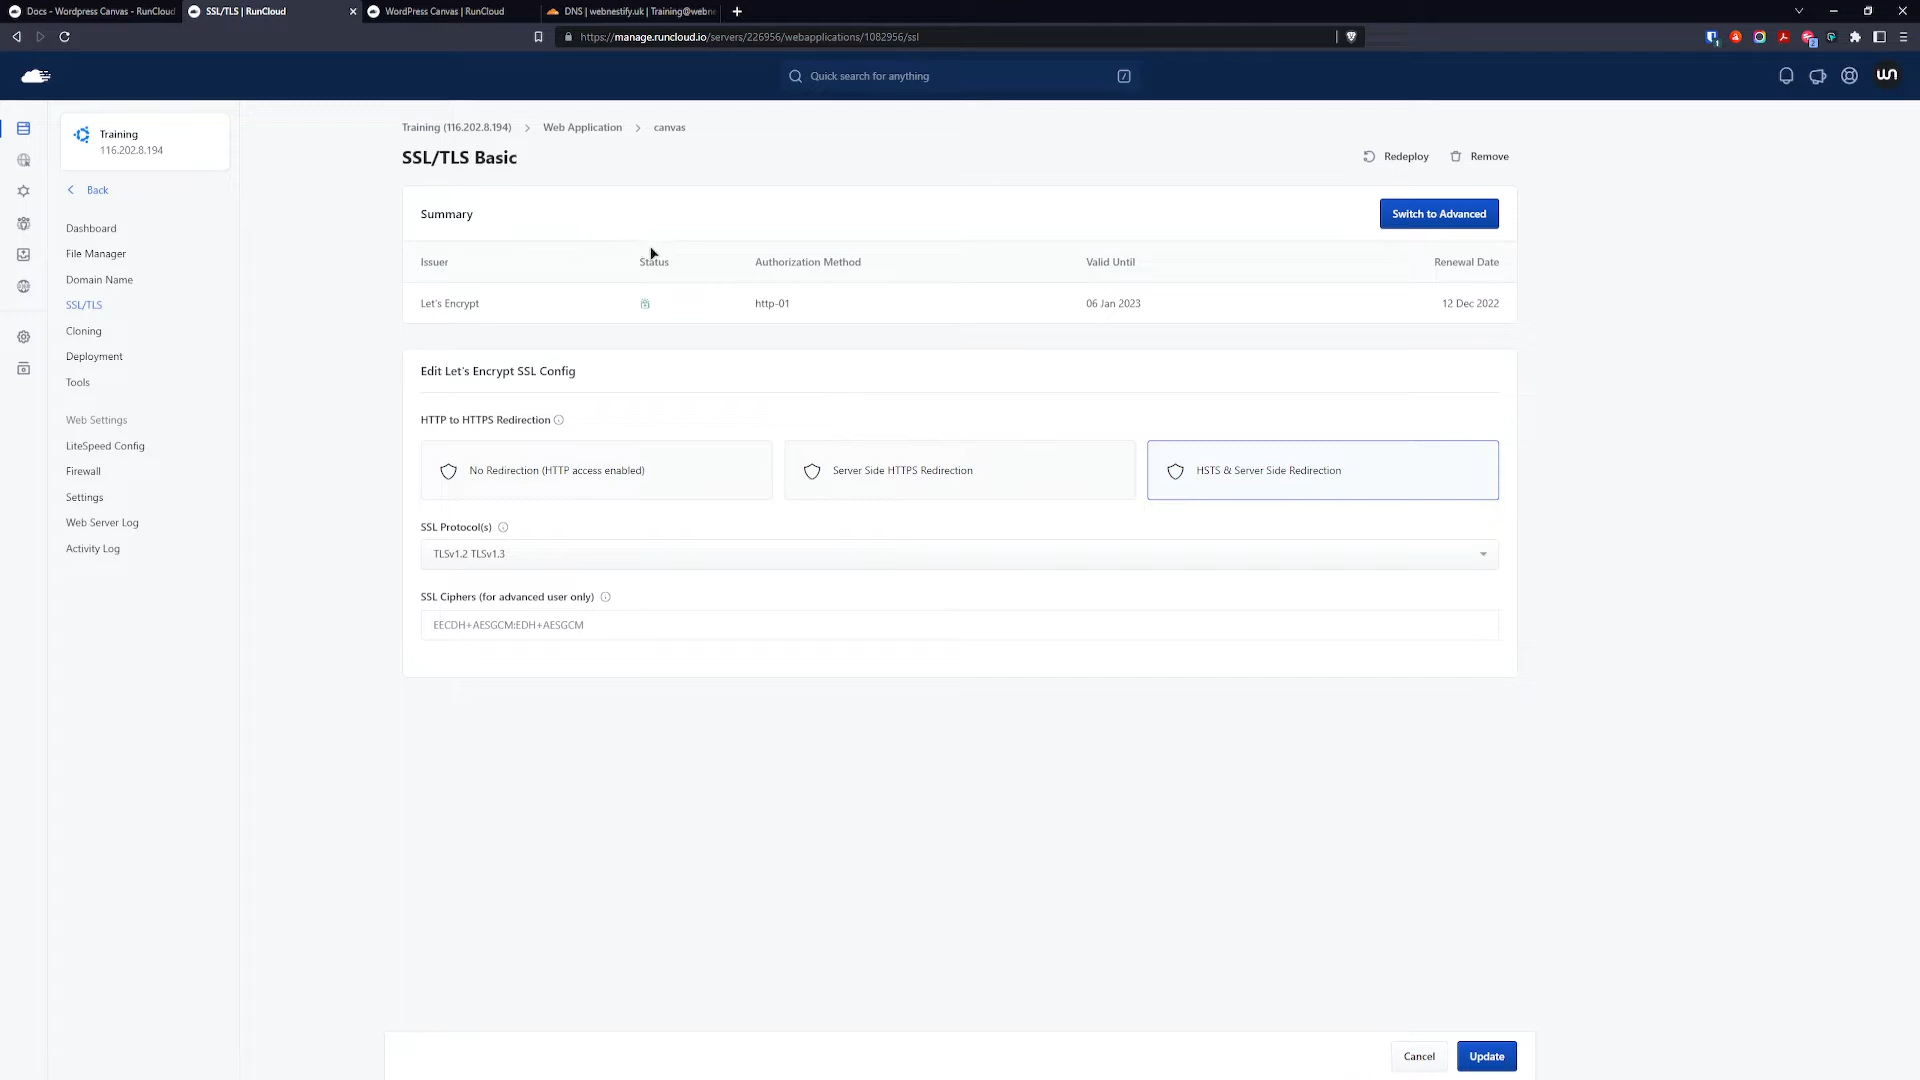 Docs - Wordpress Canvas - RunCloud
SSL/TLS | RunCloud
WordPress Canvas | RunCloud
DNS | webnestify.uk | Training@webne
https://manage.runcloud.io/servers/226956/webapplications/1082956/ssl
Quick search for anything
Training
116.202.8.194
Back
Dashboard
File Manager
Domain Name
SSL/TLS
Cloning
Deployment
Tools
Web Settings
LiteSpeed Config
Firewall
Settings
Web Server Log
Activity Log
Training (116.202.8.194) > Web Application > canvas
SSL/TLS Basic
Redeploy
Remove
Summary
Switch to Advanced
Issuer Status Authorization Method Valid Until Renewal Date
Let's Encrypt http-01 06 Jan 2023 12 Dec 2022
Edit Let's Encrypt SSL Config
HTTP to HTTPS Redirection
No Redirection (HTTP access enabled)
Server Side HTTPS Redirection
HSTS & Server Side Redirection
SSL Protocol(s)
TLSv1.2 TLSv1.3
SSL Ciphers (for advanced user only)
EECDH+AESGCM:EDH+AESGCM
Cancel
Update